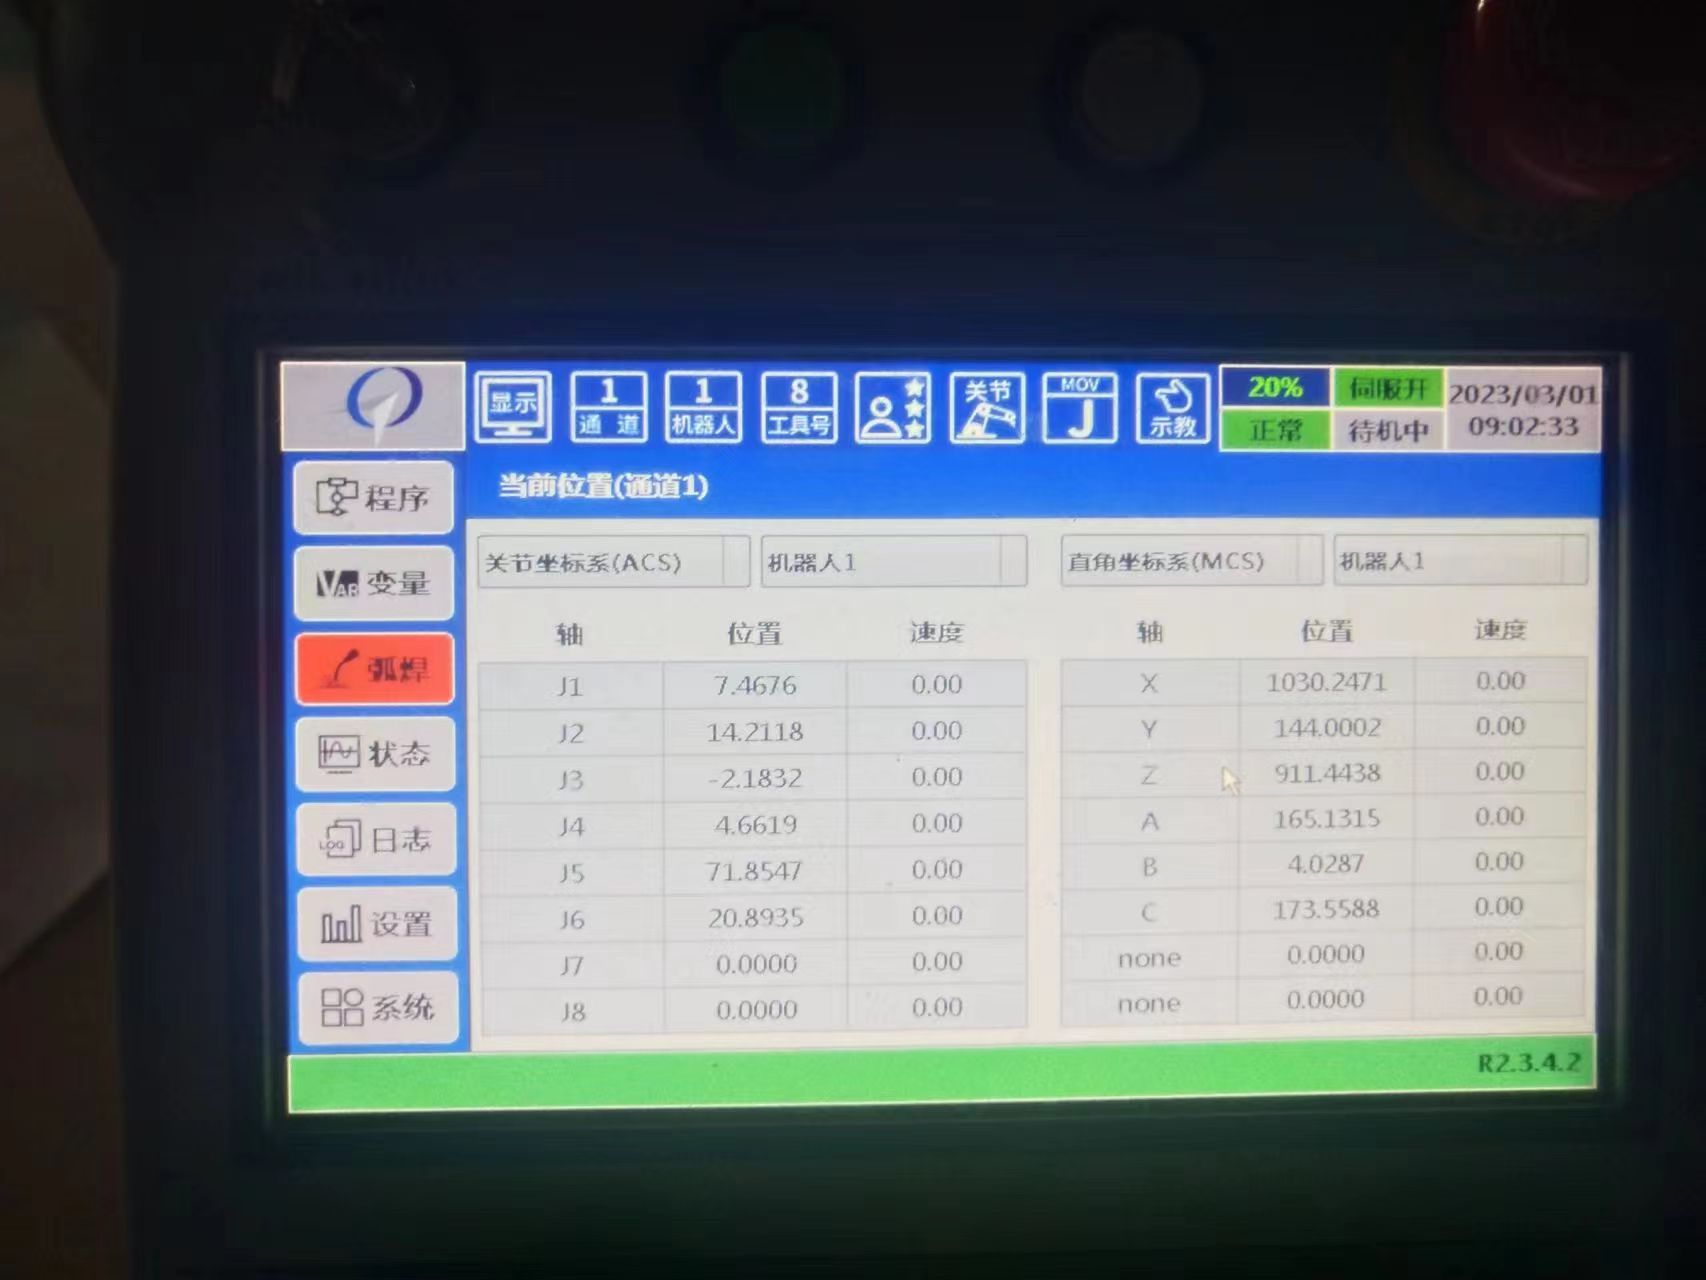 显示
1
通 道
1
机器人
8
工具号
关节
MOV
J
示教
20%
伺服开
正常
待机中
2023/03/01
09:02:33
当前位置(通道1)
程序
VAR 变量
弧焊
状态
LOG 日志
设置
系统
关节坐标系(ACS) 机器人1 直角坐标系(MCS) 机器人1
轴 位置 速度 轴 位置 速度
J1 7.4676 0.00 X 1030.2471 0.00
J2 14.2118 0.00 Y 144.0002 0.00
J3 -2.1832 0.00 Z 911.4438 0.00
J4 4.6619 0.00 A 165.1315 0.00
J5 71.8547 0.00 B 4.0287 0.00
J6 20.8935 0.00 C 173.5588 0.00
J7 0.0000 0.00 none 0.0000 0.00
J8 0.0000 0.00 none 0.0000 0.00
R2.3.4.2